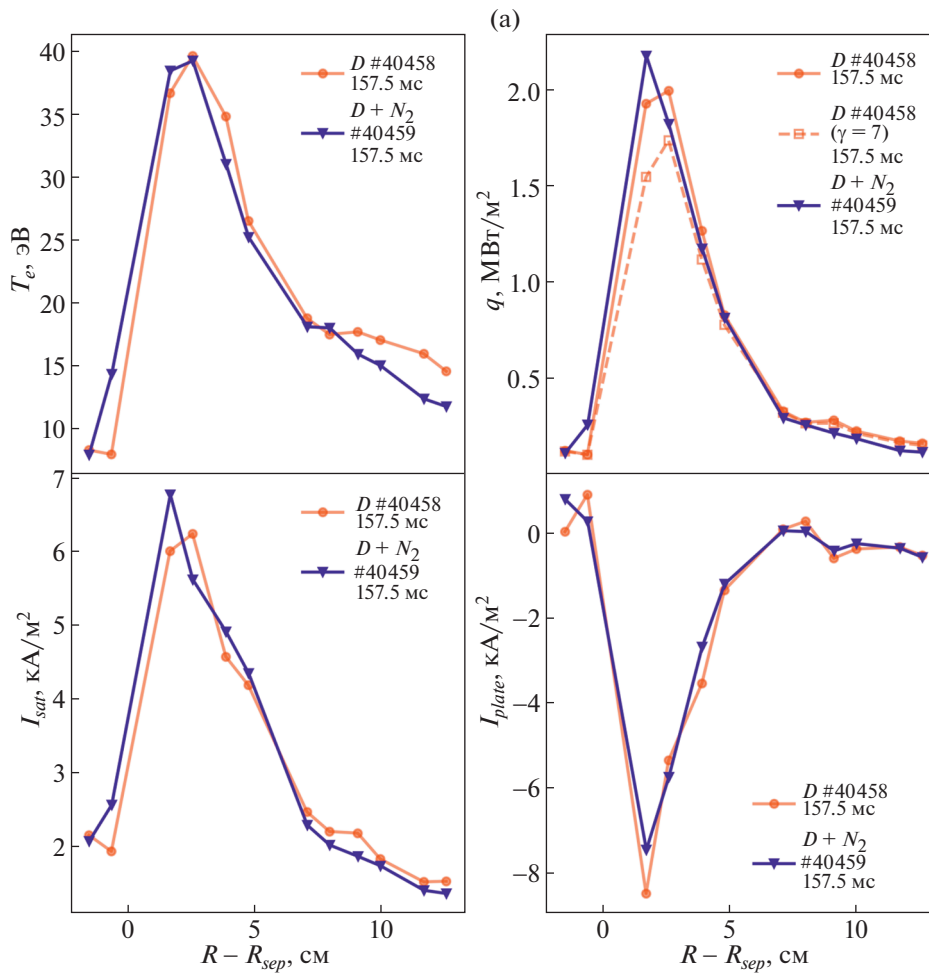 (a)
40
35
30
25
20
15
10
7
T_e, эВ
D #40458
157.5 мс
D + N_2
#40459
157.5 мс
2.0
1.5
1.0
0.5
q, МВт/м^2
D #40458
157.5 мс
D #40458
(γ = 7)
157.5 мс
D + N_2
#40459
157.5 мс
7
6
5
4
3
2
I_sat, кА/м^2
D #40458
157.5 мс
D + N_2
#40459
157.5 мс
0
5
10
R – R_sep, см
0
−2
−4
−6
−8
I_plate, кА/м^2
D #40458
157.5 мс
D + N_2
#40459
157.5 мс
0
5
10
R – R_sep, см